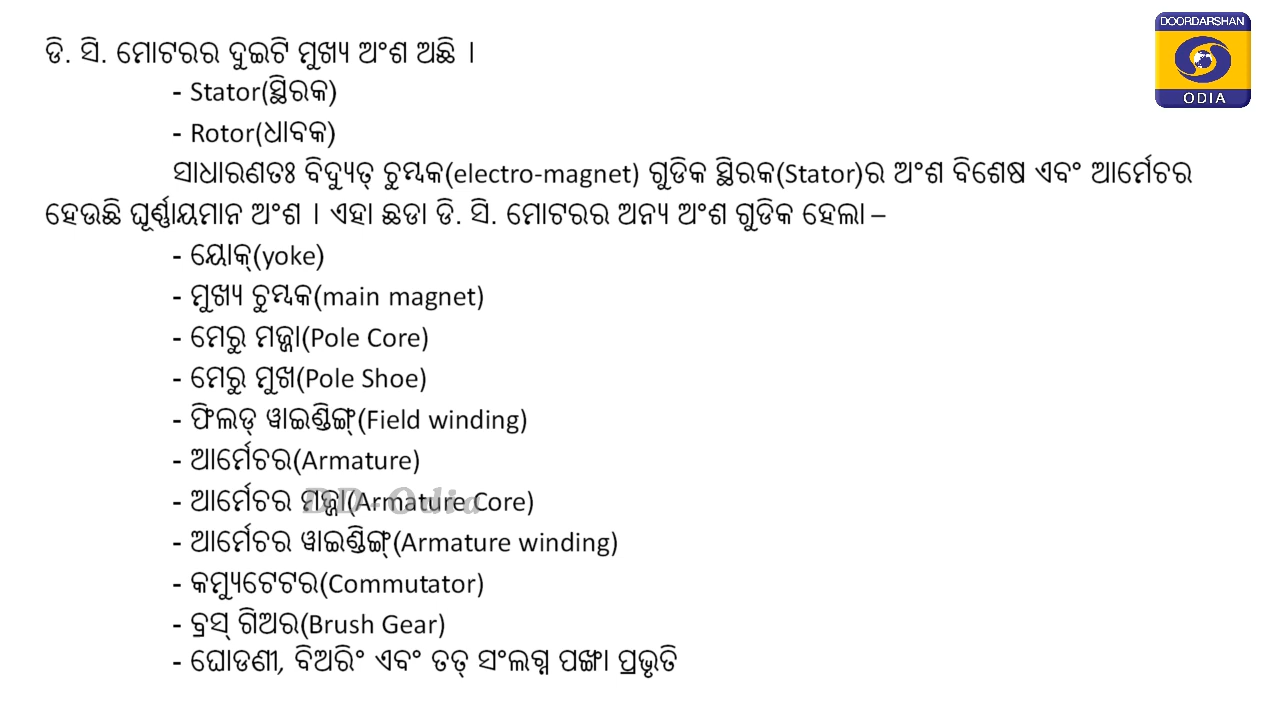 ଡି. ସି. ମୋଟରର ଦୁଇଟି ମୁଖ୍ୟ ଅଂଶ ଅଛି ।
- Stator(ସ୍ଥିରକ)
- Rotor(ଧାବକ)
ସାଧାରଣତଃ ବିଦ୍ୟୁତ୍ ଚୁମ୍ବକ(electro-magnet) ଗୁଡିକ ସ୍ଥିରକ(Stator)ର ଅଂଶ ବିଶେଷ ଏବଂ ଆର୍ମେଚର
ହେଉଛି ଘୂର୍ଣ୍ଣାୟମାନ ଅଂଶ । ଏହା ଛଡା ଡି. ସି. ମୋଟରର ଅନ୍ୟ ଅଂଶ ଗୁଡିକ ହେଲା –
- ୟୋକ୍(yoke)
- ମୁଖ୍ୟ ଚୁମ୍ବକ(main magnet)
- ମେରୁ ମଜ୍ଜା(Pole Core)
- ମେରୁ ମୁଖ(Pole Shoe)
- ଫିଲଡ୍ ୱାଇଣ୍ଡିଙ୍ଗ୍(Field winding)
- ଆର୍ମେଚର(Armature)
- ଆର୍ମେଚର ମଜ୍ଜା(Armature Core)
- ଆର୍ମେଚର ୱାଇଣ୍ଡିଙ୍ଗ୍(Armature winding)
- କମ୍ୟୁଟେଟର(Commutator)
- ବ୍ରସ୍ ଗିଅର(Brush Gear)
- ଘୋଡଣୀ, ବିଅରିଂ ଏବଂ ତତ୍ ସଂଲଗ୍ନ ପଙ୍ଖା ପ୍ରଭୃତି
DOORDARSHAN
ODIA
DD-Odia